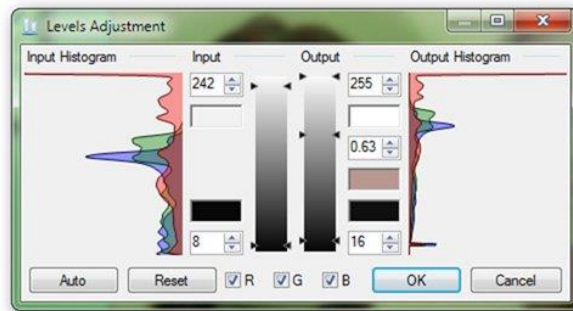 Levels Adjustment
Input Histogram Input Output Output Histogram
242 255
0.63
8 16
Auto Reset R G B OK Cancel